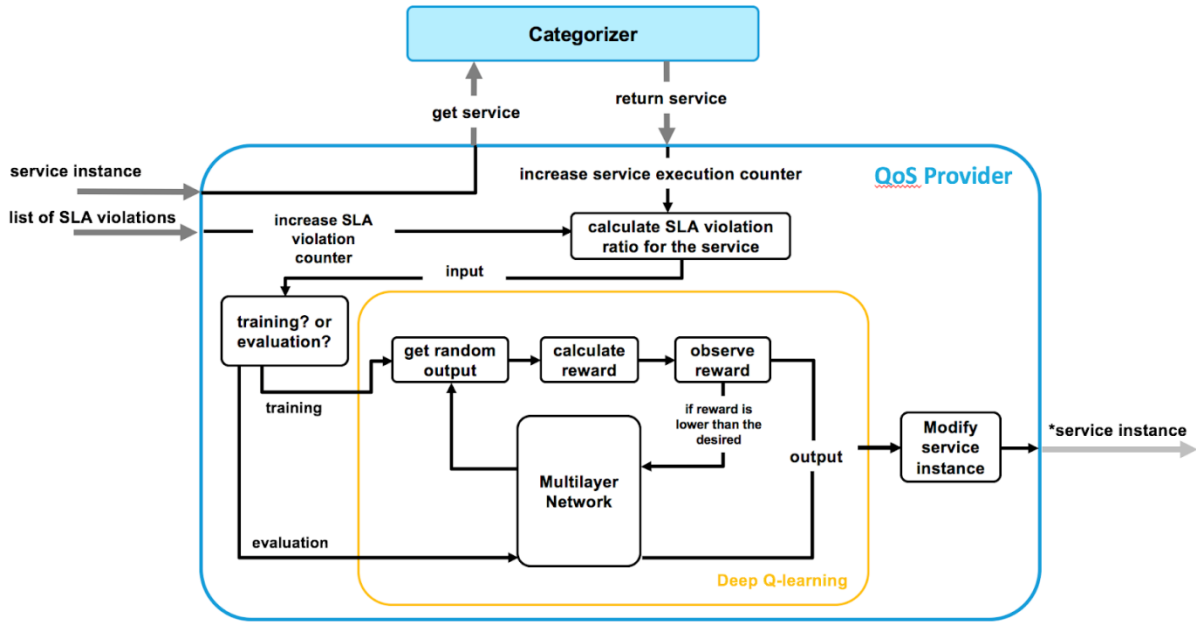 Categorizer
get service
return service
service instance
list of SLA violations
QoS Provider
increase service execution counter
increase SLA
violation
counter
calculate SLA violation
ratio for the service
input
training? or
evaluation?
get random
output
calculate
reward
observe
reward
training
if reward is
lower than the
desired
Multilayer
Network
output
Modify
service
instance
*service instance
evaluation
Deep Q-learning